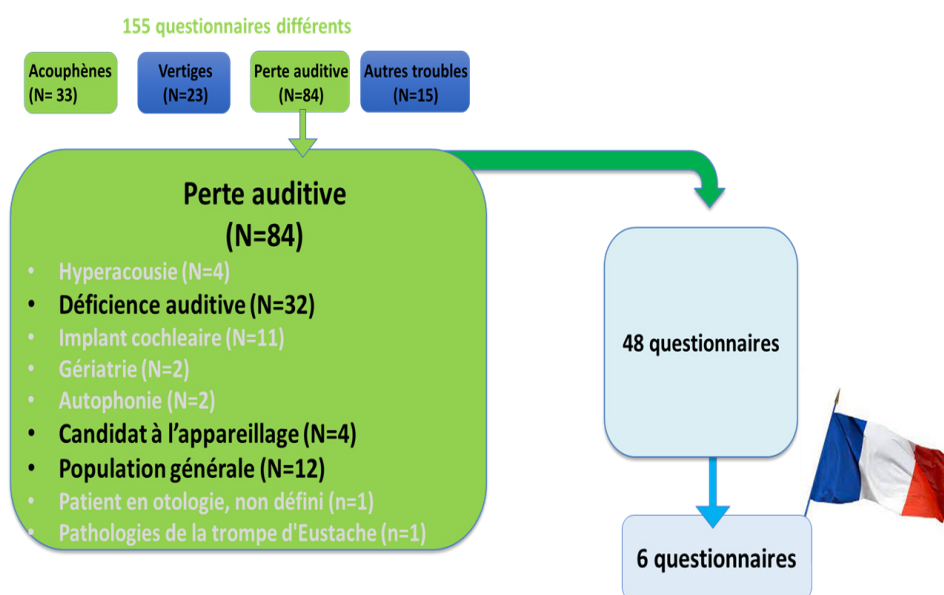 155 questionnaires différents
Acouphènes
(N= 33)
Vertiges
(N=23)
Perte auditive
(N=84)
Autres troubles
(N=15)
Perte auditive
(N=84)
• Hyperacousie (N=4)
• Déficience auditive (N=32)
• Implant cochleaire (N=11)
• Gériatrie (N=2)
• Autophonie (N=2)
• Candidat à l'appareillage (N=4)
• Population générale (N=12)
• Patient en otologie, non défini (n=1)
• Pathologies de la trompe d'Eustache (n=1)
48 questionnaires
6 questionnaires